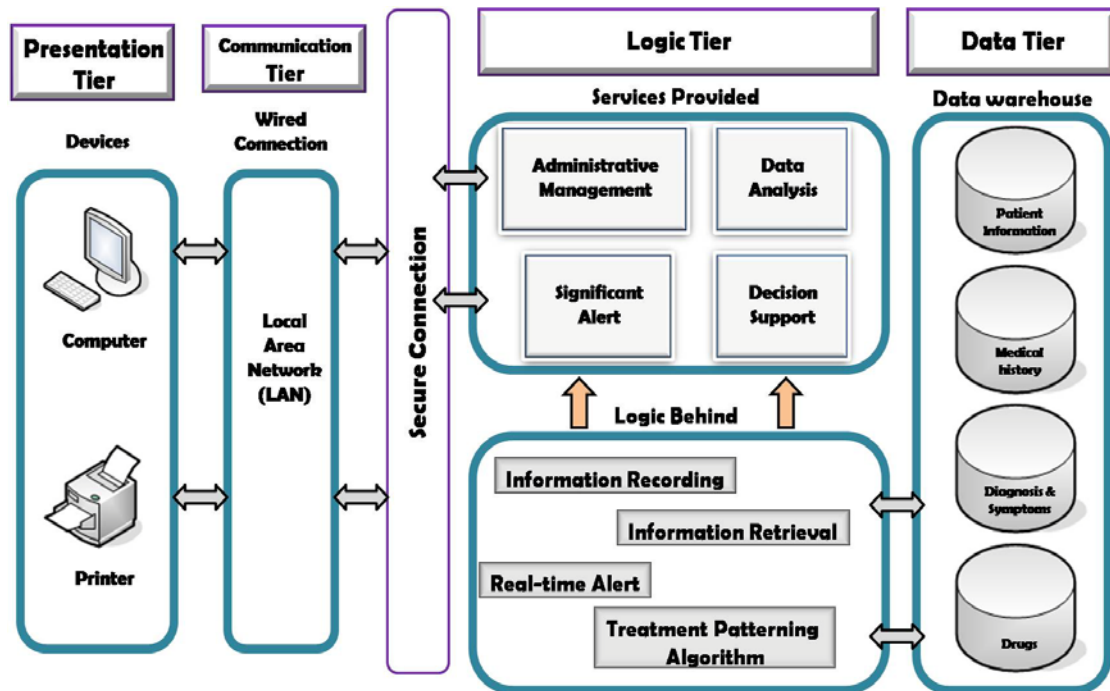 Presentation
Tier
Devices
Computer
Printer
Communication
Tier
Wired
Connection
Local
Area
Network
(LAN)
Secure Connection
Logic Tier
Services Provided
Administrative
Management
Data
Analysis
Significant
Alert
Decision
Support
Logic Behind
Information Recording
Information Retrieval
Real-time Alert
Treatment Patterning
Algorithm
Data Tier
Data warehouse
Patient
Information
Medical
history
Diagnosis &
Symptoms
Drugs